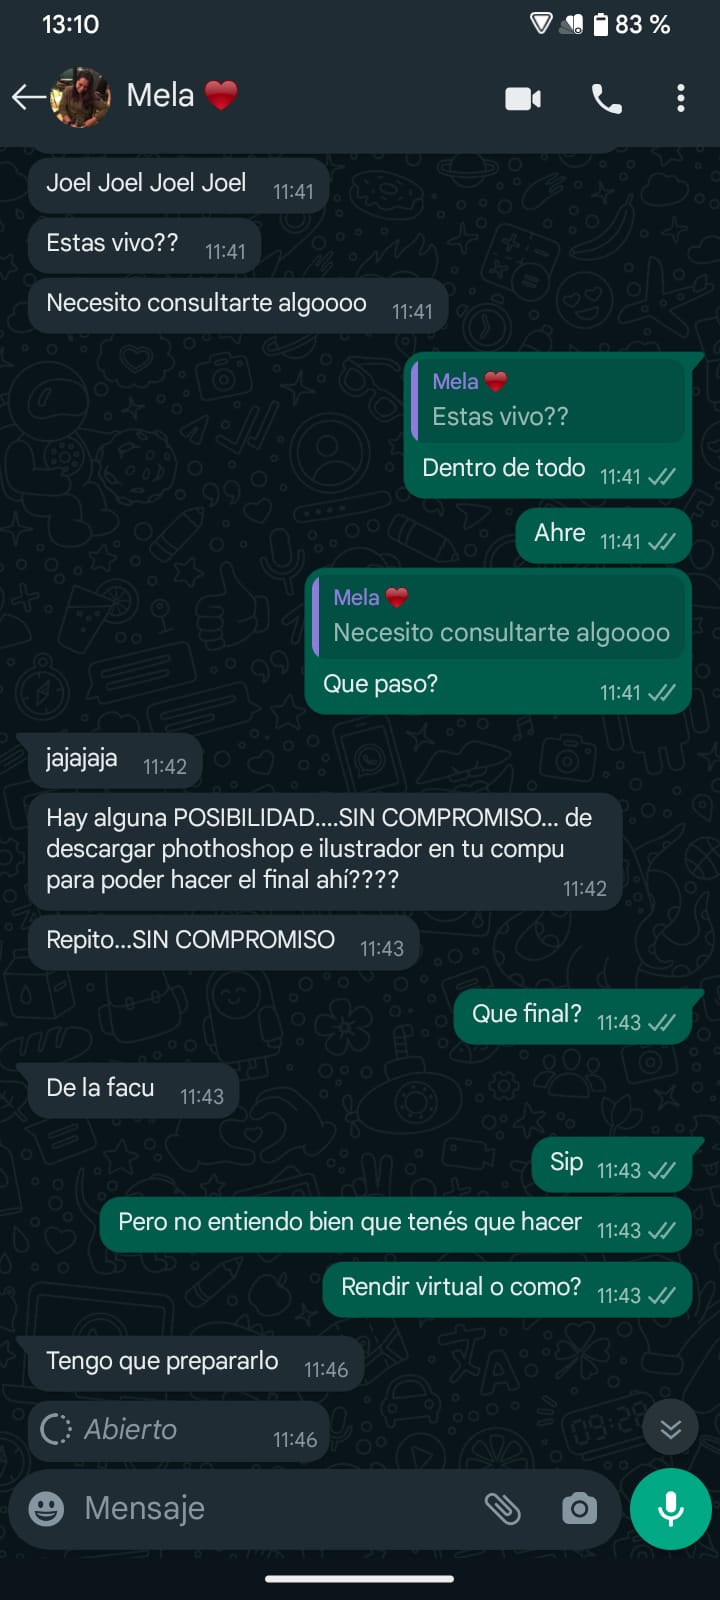 13:10
83 %
Mela ❤️
Joel Joel Joel Joel 11:41
Estas vivo?? 11:41
Necesito consultarte algoooo 11:41
Mela ❤️
Estas vivo??
Dentro de todo 11:41
Ahre 11:41
Mela ❤️
Necesito consultarte algoooo
Que paso? 11:41
jajajaja 11:42
Hay alguna POSIBILIDAD....SIN COMPROMISO... de
descargar phothoshop e ilustrador en tu compu
para poder hacer el final ahí???? 11:42
Repito...SIN COMPROMISO 11:43
Que final? 11:43
De la facu 11:43
Sip 11:43
Pero no entiendo bien que tenés que hacer 11:43
Rendir virtual o como? 11:43
Tengo que prepararlo 11:46
Abierto 11:46
Mensaje